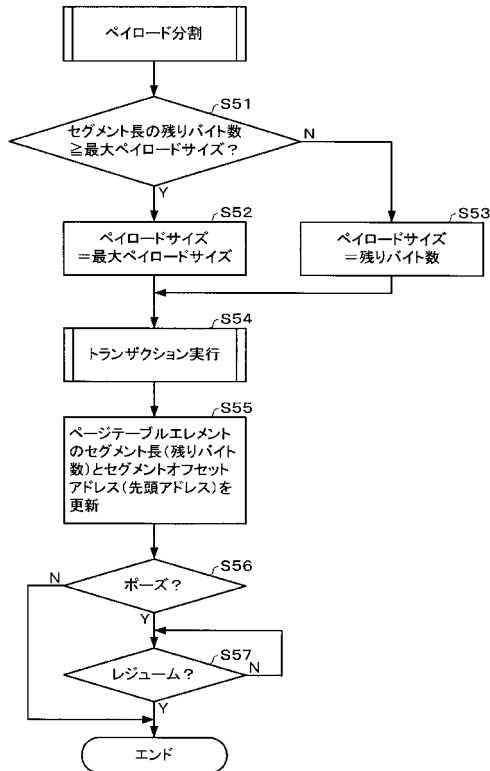 ペイロード分割
S51
セグメント長の残りバイト数
≧最大ペイロードサイズ？
N
Y
S52
ペイロードサイズ
＝最大ペイロードサイズ
S53
ペイロードサイズ
＝残りバイト数
S54
トランザクション実行
S55
ページテーブルエレメント
のセグメント長(残りバイト
数)とセグメントオフセット
アドレス(先頭アドレス)を
更新
S56
N
ポーズ？
Y
S57
レジューム？
N
Y
エンド